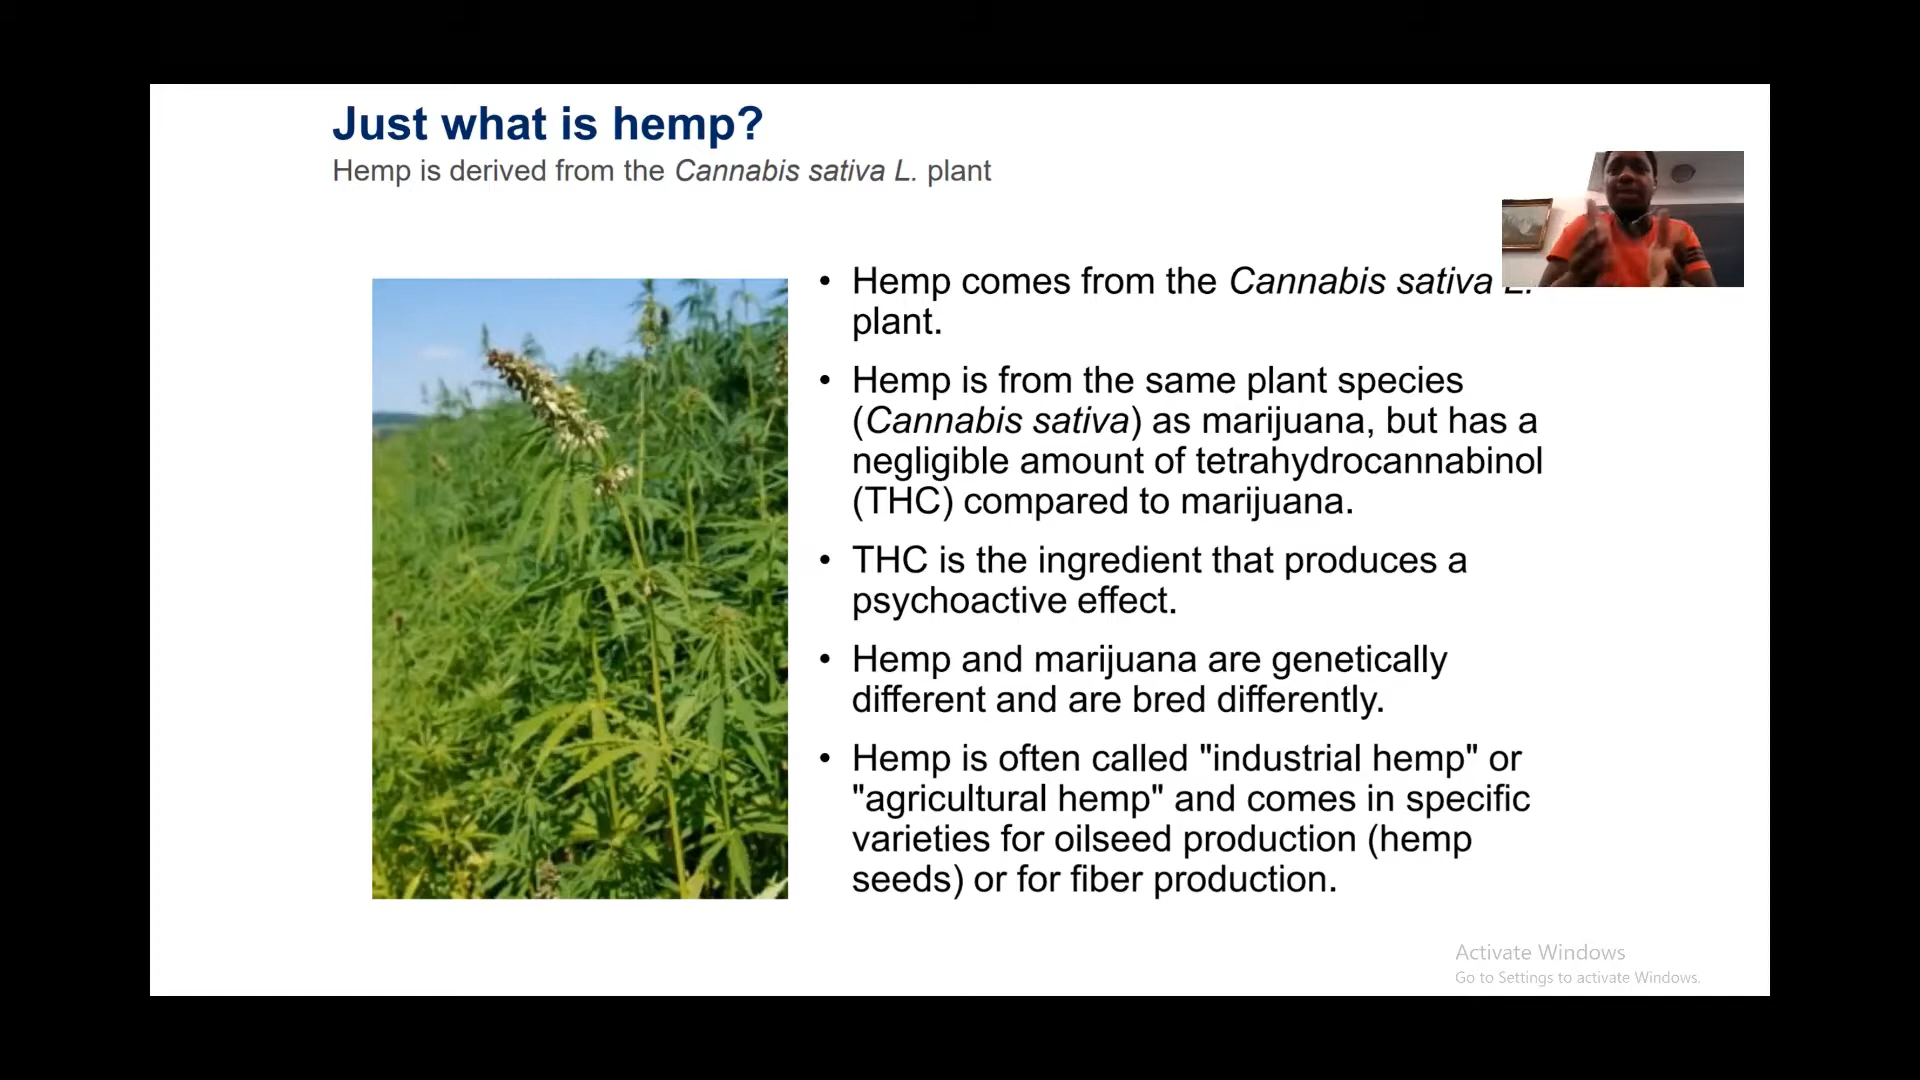 Just what is hemp?
Hemp is derived from the Cannabis sativa L. plant
• Hemp comes from the Cannabis sativa L.
plant.
• Hemp is from the same plant species
(Cannabis sativa) as marijuana, but has a
negligible amount of tetrahydrocannabinol
(THC) compared to marijuana.
• THC is the ingredient that produces a
psychoactive effect.
• Hemp and marijuana are genetically
different and are bred differently.
• Hemp is often called "industrial hemp" or
"agricultural hemp" and comes in specific
varieties for oilseed production (hemp
seeds) or for fiber production.
Activate Windows
Go to Settings to activate Windows.